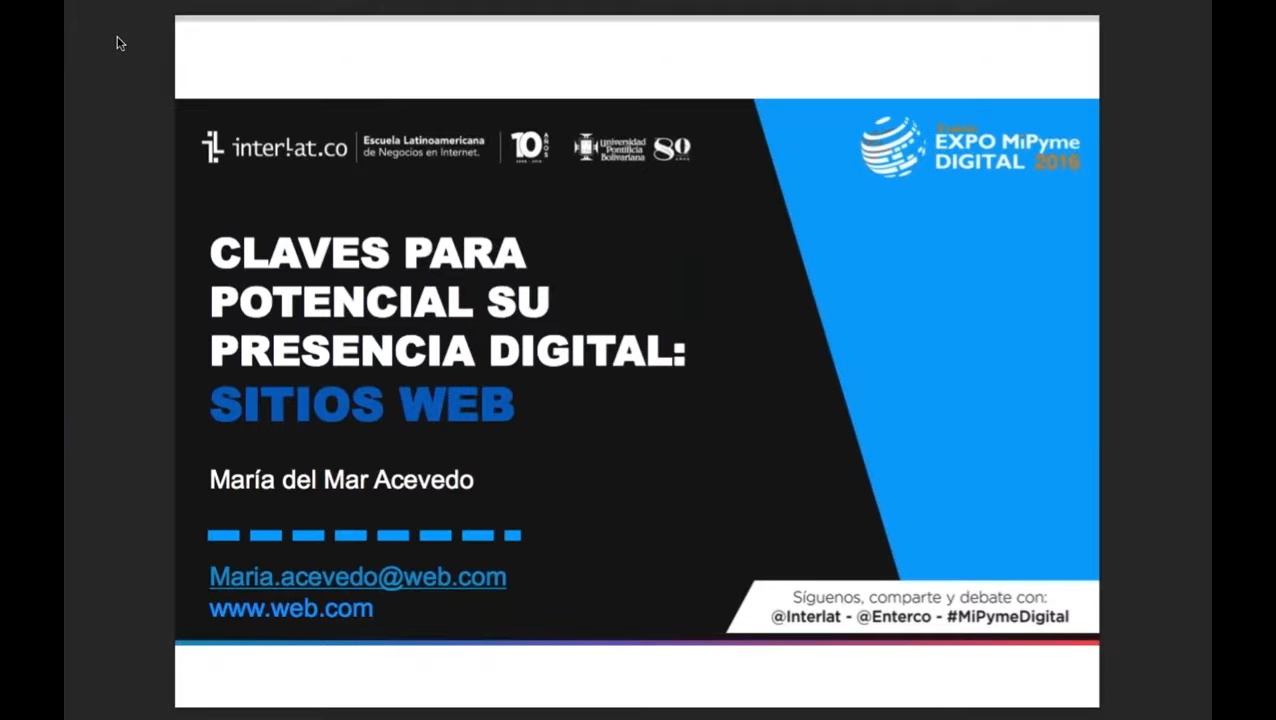 interlat.co
Escuela Latinoamericana
de Negocios en Internet.
10 AÑOS
Universidad
Pontificia
Bolivariana
80
EXPO MiPyme
DIGITAL 2016
CLAVES PARA
POTENCIAL SU
PRESENCIA DIGITAL:
SITIOS WEB
María del Mar Acevedo
Maria.acevedo@web.com
www.web.com
Síguenos, comparte y debate con:
@Interlat - @Enterco - #MiPymeDigital